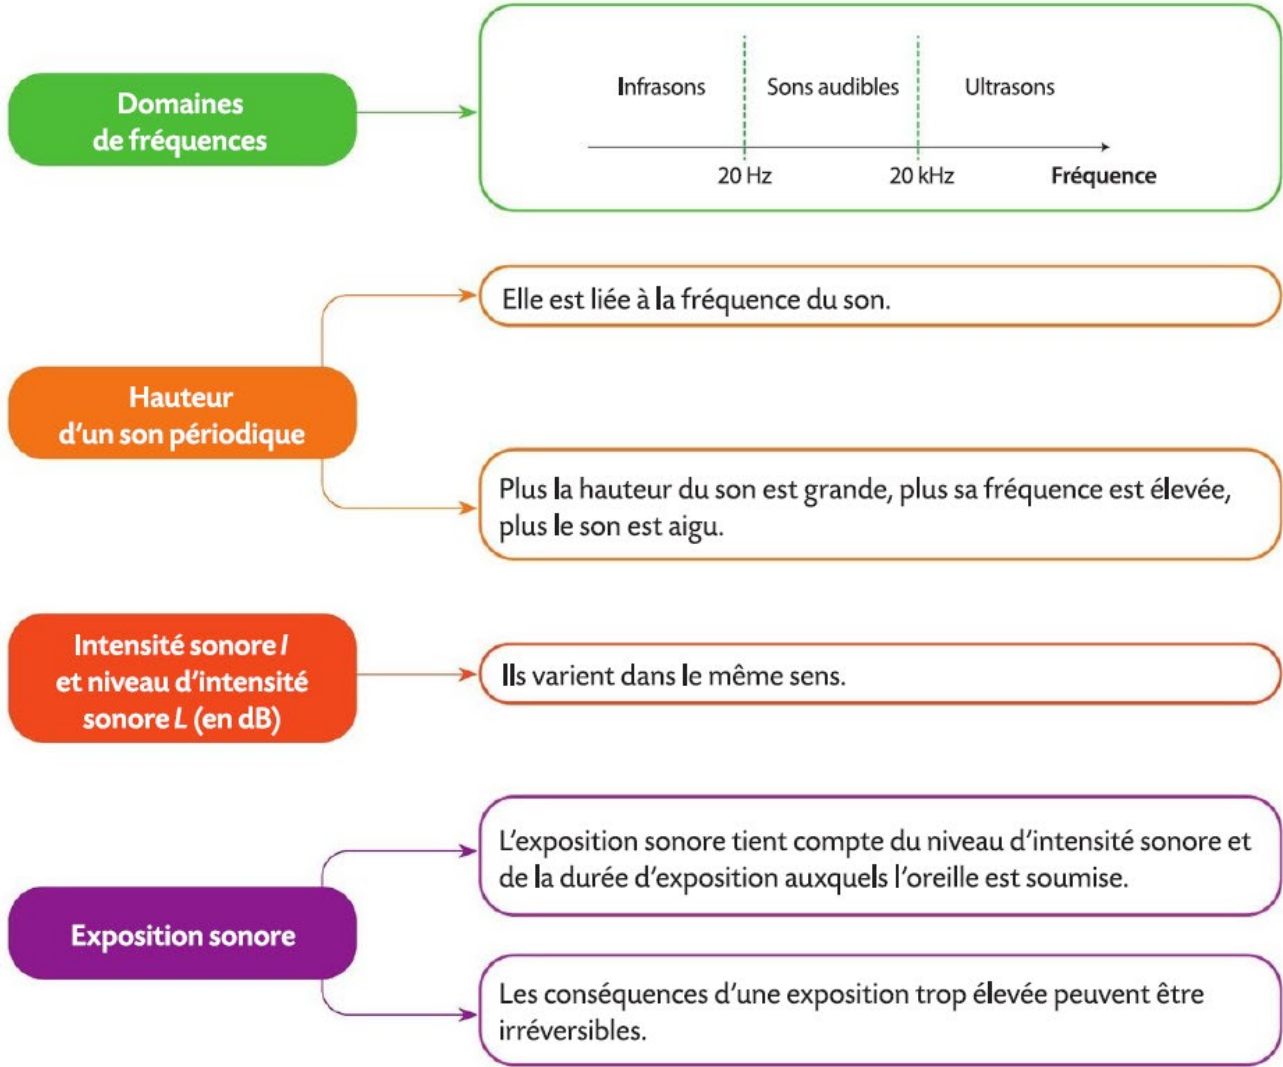 Domaines
de fréquences
Infrasons
Sons audibles
Ultrasons
20 Hz
20 kHz
Fréquence
Hauteur
d'un son périodique
Elle est liée à la fréquence du son.
Plus la hauteur du son est grande, plus sa fréquence est élevée,
plus le son est aigu.
Intensité sonore I
et niveau d'intensité
sonore L (en dB)
Ils varient dans le même sens.
Exposition sonore
L'exposition sonore tient compte du niveau d'intensité sonore et
de la durée d'exposition auxquels l'oreille est soumise.
Les conséquences d'une exposition trop élevée peuvent être
irréversibles.